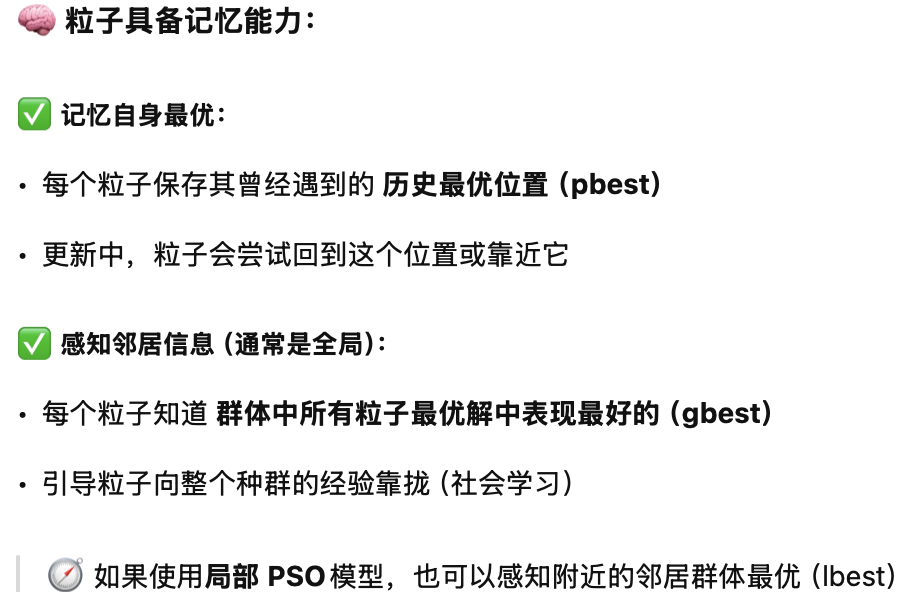 🧠 粒子具备记忆能力：
✅ 记忆自身最优：
• 每个粒子保存其曾经遇到的 历史最优位置（pbest）
• 更新中，粒子会尝试回到这个位置或靠近它
✅ 感知邻居信息（通常是全局）：
• 每个粒子知道 群体中所有粒子最优解中表现最好的（gbest）
• 引导粒子向整个种群的经验靠拢（社会学习）
🧭 如果使用局部 PSO模型，也可以感知附近的邻居群体最优（lbest）